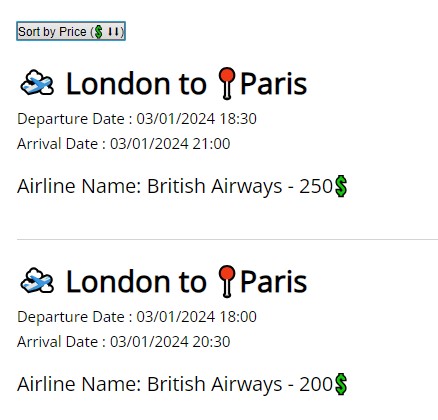 Sort by Price (💲⬇⬇)
London to Paris
Departure Date : 03/01/2024 18:30
Arrival Date : 03/01/2024 21:00
Airline Name: British Airways - 250💲
London to Paris
Departure Date : 03/01/2024 18:00
Arrival Date : 03/01/2024 20:30
Airline Name: British Airways - 200💲